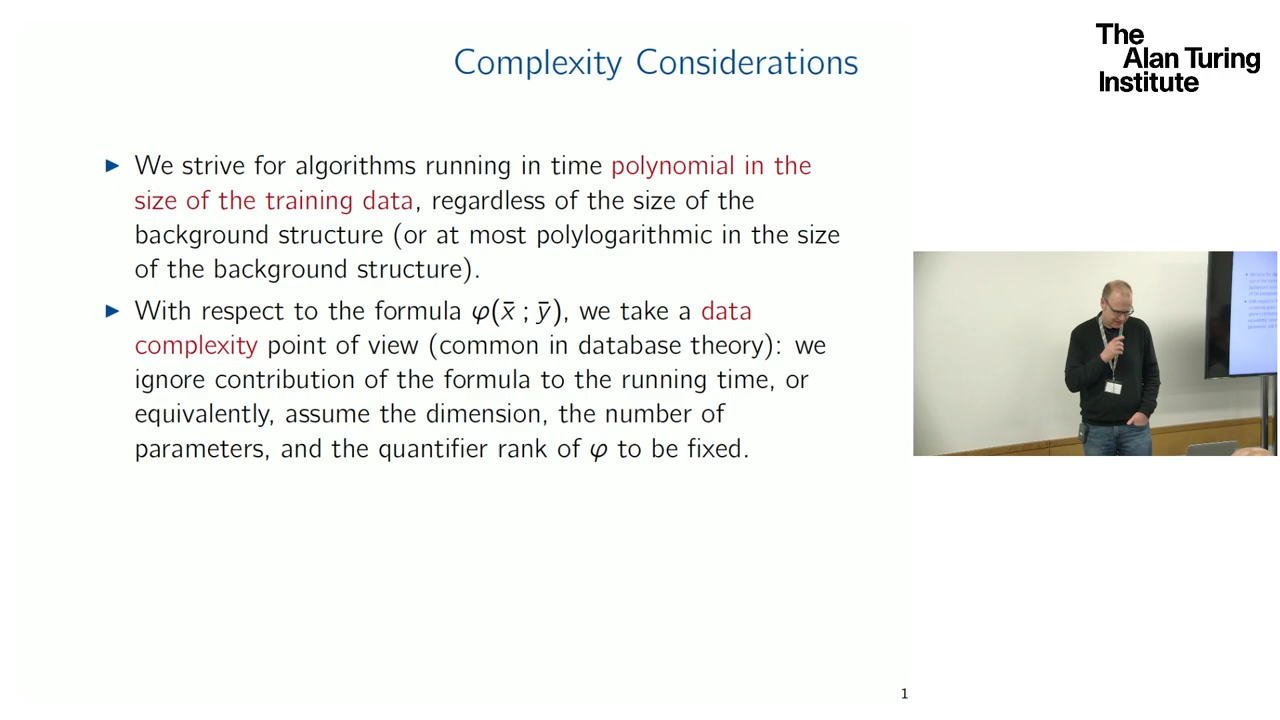 Complexity Considerations
The
Alan Turing
Institute
▶ We strive for algorithms running in time polynomial in the
size of the training data, regardless of the size of the
background structure (or at most polylogarithmic in the size
of the background structure).
▶ With respect to the formula φ(x̄ ; ȳ), we take a data
complexity point of view (common in database theory): we
ignore contribution of the formula to the running time, or
equivalently, assume the dimension, the number of
parameters, and the quantifier rank of φ to be fixed.
1